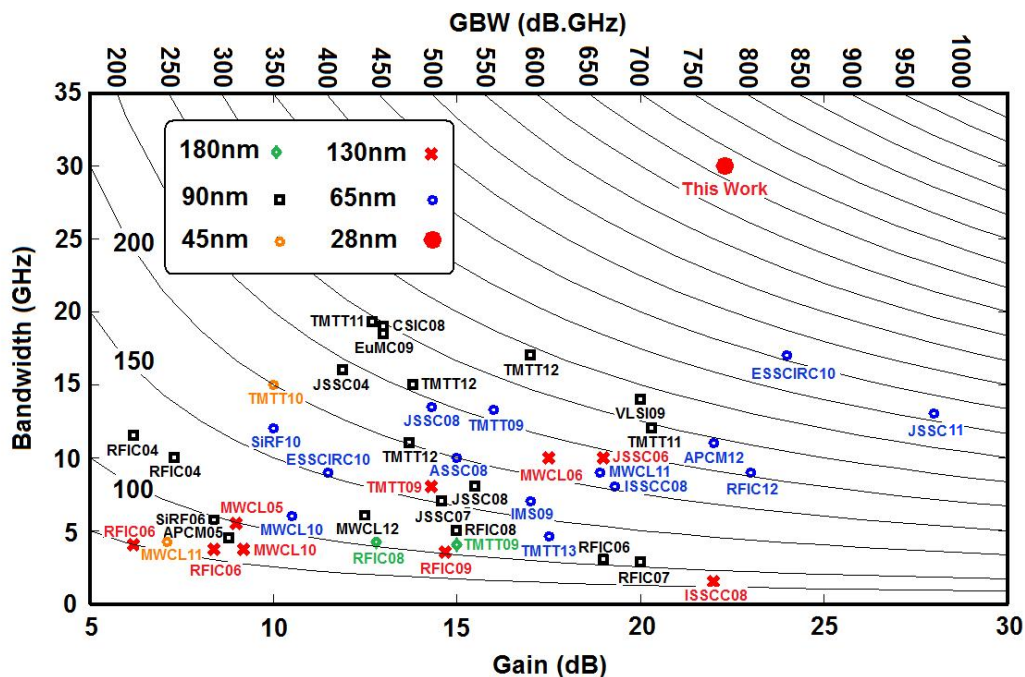 GBW (dB.GHz)
200 250 300 350 400 450 500 550 600 650 700 750 800 850 900 950 1000
35
180nm 130nm
30
This Work
90nm 65nm
25
200
45nm 28nm
20
TMTT11 CSIC08
EuMC09
150
TMTT12
ESSCIRC10
JSSC04 TMTT12
15
TMTT10
VLSI09
JSSC08 TMTT09
JSSC11
SiRF10 TMTT11
RFIC04 TMTT12 JSSC06 APCM12
ESSCIRC10
10
RFIC04 ASSC08 MWCL06 MWCL11
ISSCC08 RFIC12
TMTT09
100
JSSC08
MWCL05 JSSC07 IMS09
SiRF06
MWCL10 MWCL12 RFIC08
RFIC06 APCM05
5
MWCL11 MWCL10 RFIC08 TMTT09 TMTT13 RFIC06
RFIC06 RFIC09 RFIC07
ISSCC08
0
5 10 15 20 25 30
Bandwidth (GHz)
Gain (dB)